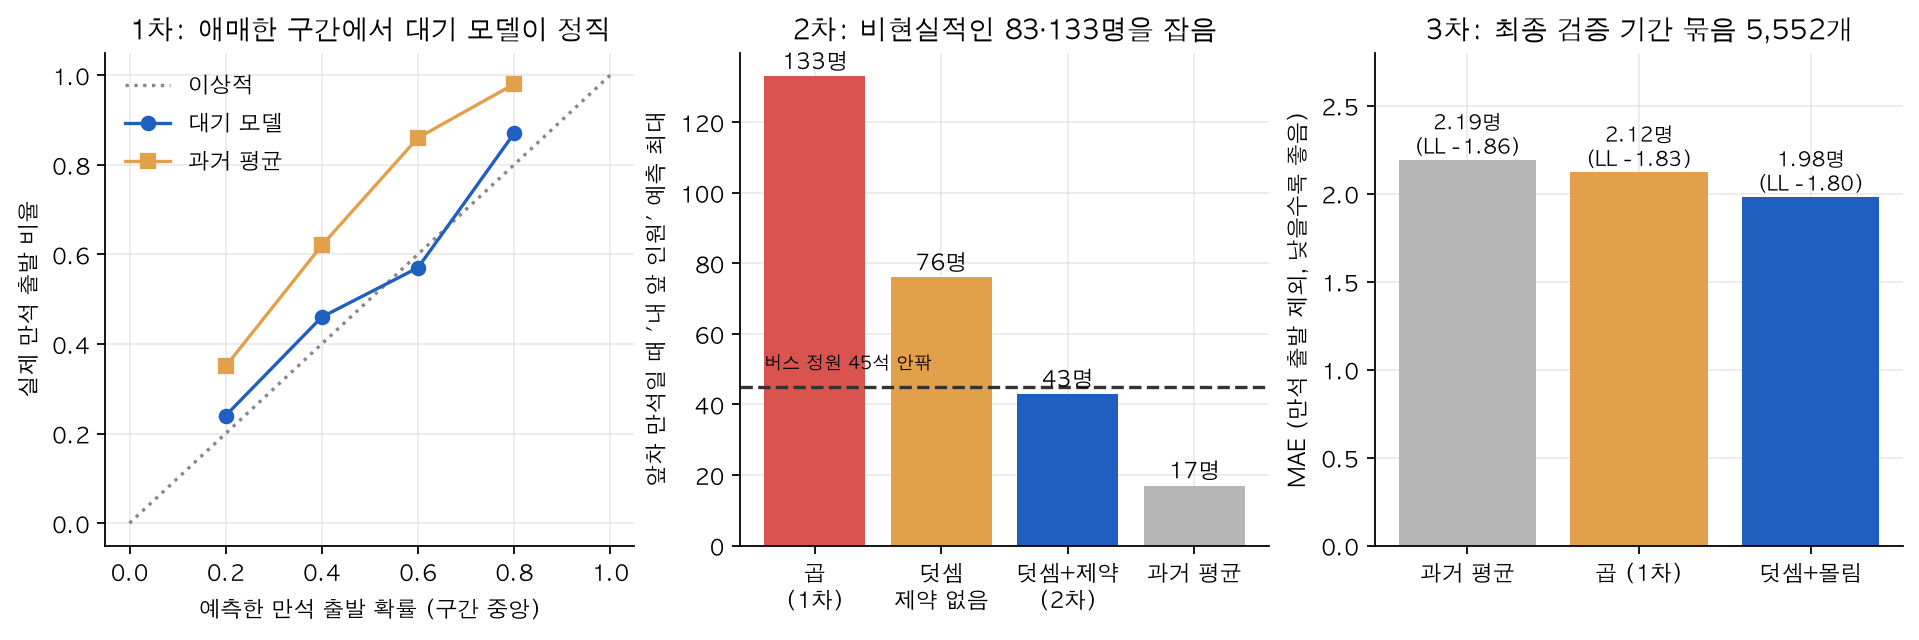 1차: 애매한 구간에서 대기 모델이 정직
이상적
대기 모델
과거 평균
실제 만석 출발 비율
1.0
0.8
0.6
0.4
0.2
0.0
0.0 0.2 0.4 0.6 0.8 1.0
예측한 만석 출발 확률 (구간 중앙)
2차: 비현실적인 83·133명을 잡음
앞차 만석일 때 '내 앞 인원' 예측 최대
120
100
80
60
40
20
0
133명
76명
43명
17명
버스 정원 45석 안팎
곱
(1차)
덧셈
제약 없음
덧셈+제약
(2차)
과거 평균
3차: 최종 검증 기간 묶음 5,552개
MAE (만석 출발 제외, 낮을수록 좋음)
2.5
2.0
1.5
1.0
0.5
0.0
2.19명
(LL -1.86)
2.12명
(LL -1.83)
1.98명
(LL -1.80)
과거 평균
곱 (1차)
덧셈+몰림